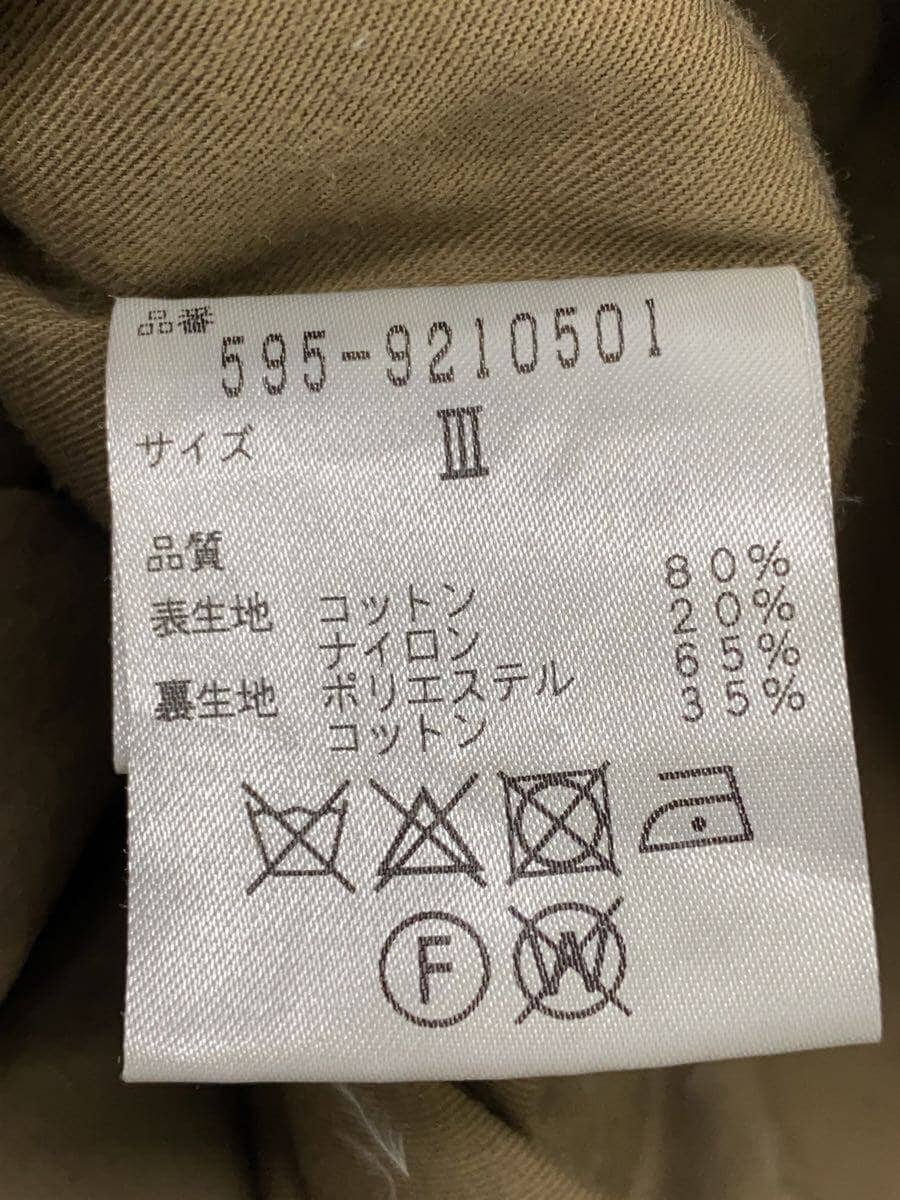 品番
595-9210501
サイズ Ⅲ
品質
表生地 コットン 80%
ナイロン 20%
裏生地 ポリエステル 65%
コットン 35%
F W